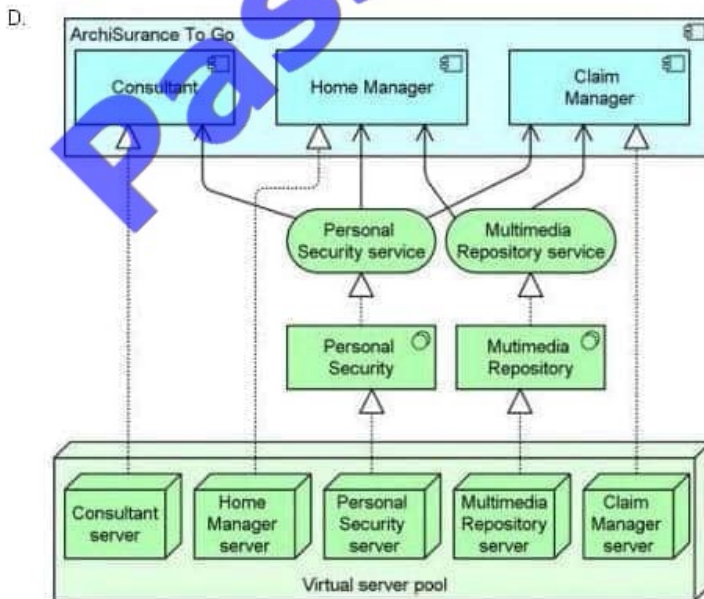 D.
ArchiSurance To Go
Consultant
Home Manager
Claim
Manager
Personal
Security service
Multimedia
Repository service
Personal
Security
Mutimedia
Repository
Consultant
server
Home
Manager
server
Personal
Security
server
Multimedia
Repository
server
Claim
Manager
server
Virtual server pool
Pas